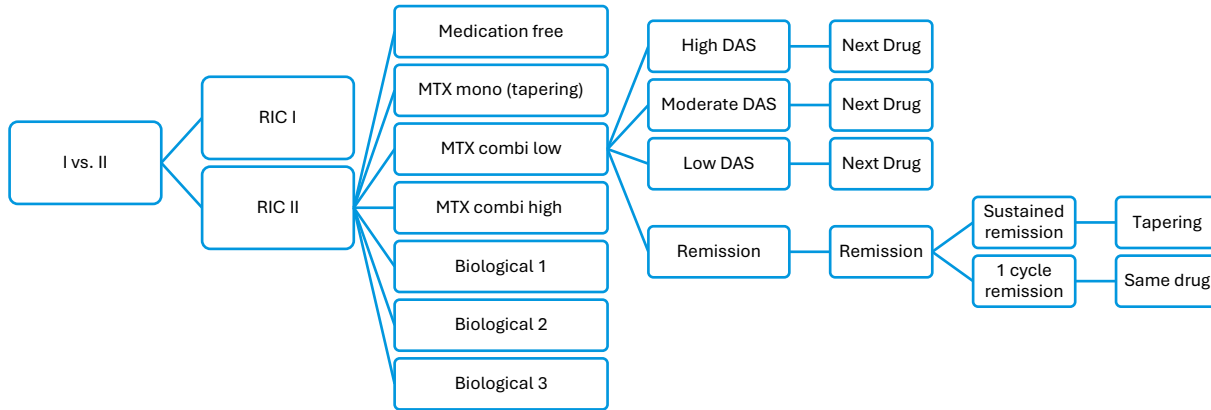 I vs. II
RIC I
RIC II
Medication free
MTX mono (tapering)
MTX combi low
MTX combi high
Biological 1
Biological 2
Biological 3
High DAS
Next Drug
Moderate DAS
Next Drug
Low DAS
Next Drug
Remission
Remission
Sustained
remission
Tapering
1 cycle
remission
Same drug